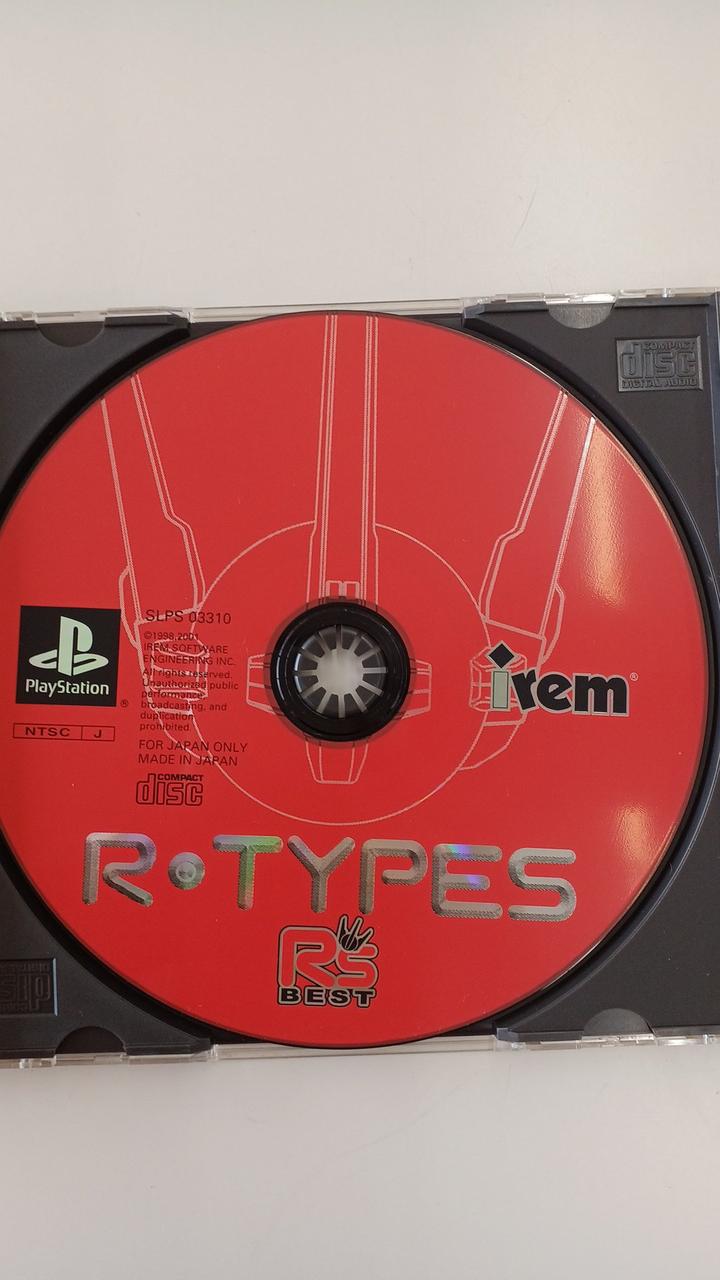 COMPACT
disc
DIGITAL AUDIO
PlayStation®
NTSC J
SLPS 03310
©1998,2001
IREM SOFTWARE
ENGINEERING INC.
All rights reserved.
Unauthorized public
performance,
broadcasting, and
duplication
prohibited.
FOR JAPAN ONLY
MADE IN JAPAN
COMPACT
disc
irem®
R•TYPES
R's
BEST
disc